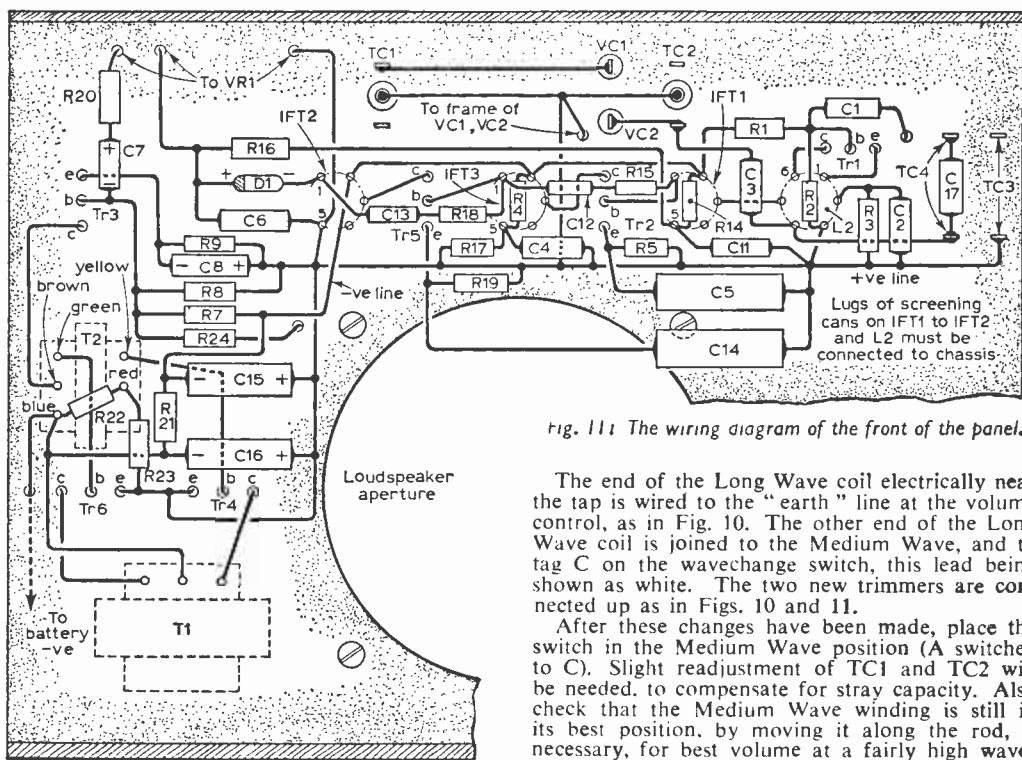 TC1
VC1
TC2
To VR1
R20
IFT2
To frame of
VC1, VC2
VC2
IFT1
R1
C1
C7
R16
e
D1
IFT3
R15
c
b
e
Tr1
TC4
TC3
b
Tr3
c
C6
C13
R18
R4
C12
Tr2
R14
C3
R2
L2
R3
C2
C17
R9
Tr5
R17
C4
R5
C11
C8
R8
R7
R24
-ve line
R19
C5
C14
+ve line
Lugs of screening
cans on IFT1 to IFT2
and L2 must be
connected to chassis
yellow
brown
green
T2
red
blue
R22
R21
C15
C16
R23
c
b
e
e
b
c
Tr6
Tr4
Loudspeaker
aperture
To
battery
-ve
T1
Fig. 11: The wiring diagram of the front of the panel.
The end of the Long Wave coil electrically nea
the tap is wired to the "earth" line at the volum
control, as in Fig. 10. The other end of the Lon
Wave coil is joined to the Medium Wave, and t
tag C on the wavechange switch, this lead bein
shown as white. The two new trimmers are con
nected up as in Figs. 10 and 11.
After these changes have been made, place th
switch in the Medium Wave position (A switche
to C). Slight readjustment of TC1 and TC2 wi
be needed. to compensate for stray capacity. Als
check that the Medium Wave winding is still i
its best position, by moving it along the rod,
necessary, for best volume at a fairly high wave